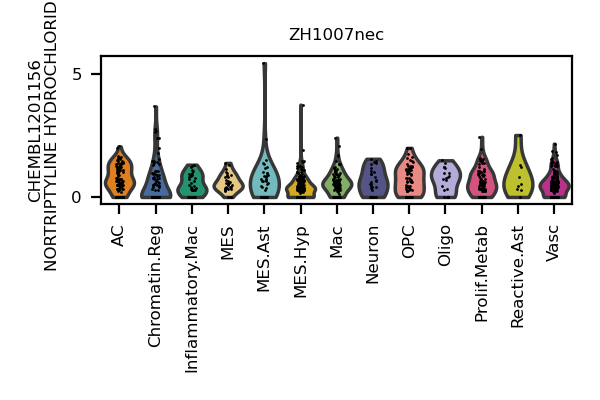 ZH1007nec
CHEMBL1201156
NORTRIPTYLINE HYDROCHLORID
5
0
AC
Chromatin.Reg
Inflammatory.Mac
MES
MES.Ast
MES.Hyp
Mac
Neuron
OPC
Oligo
Prolif.Metab
Reactive.Ast
Vasc